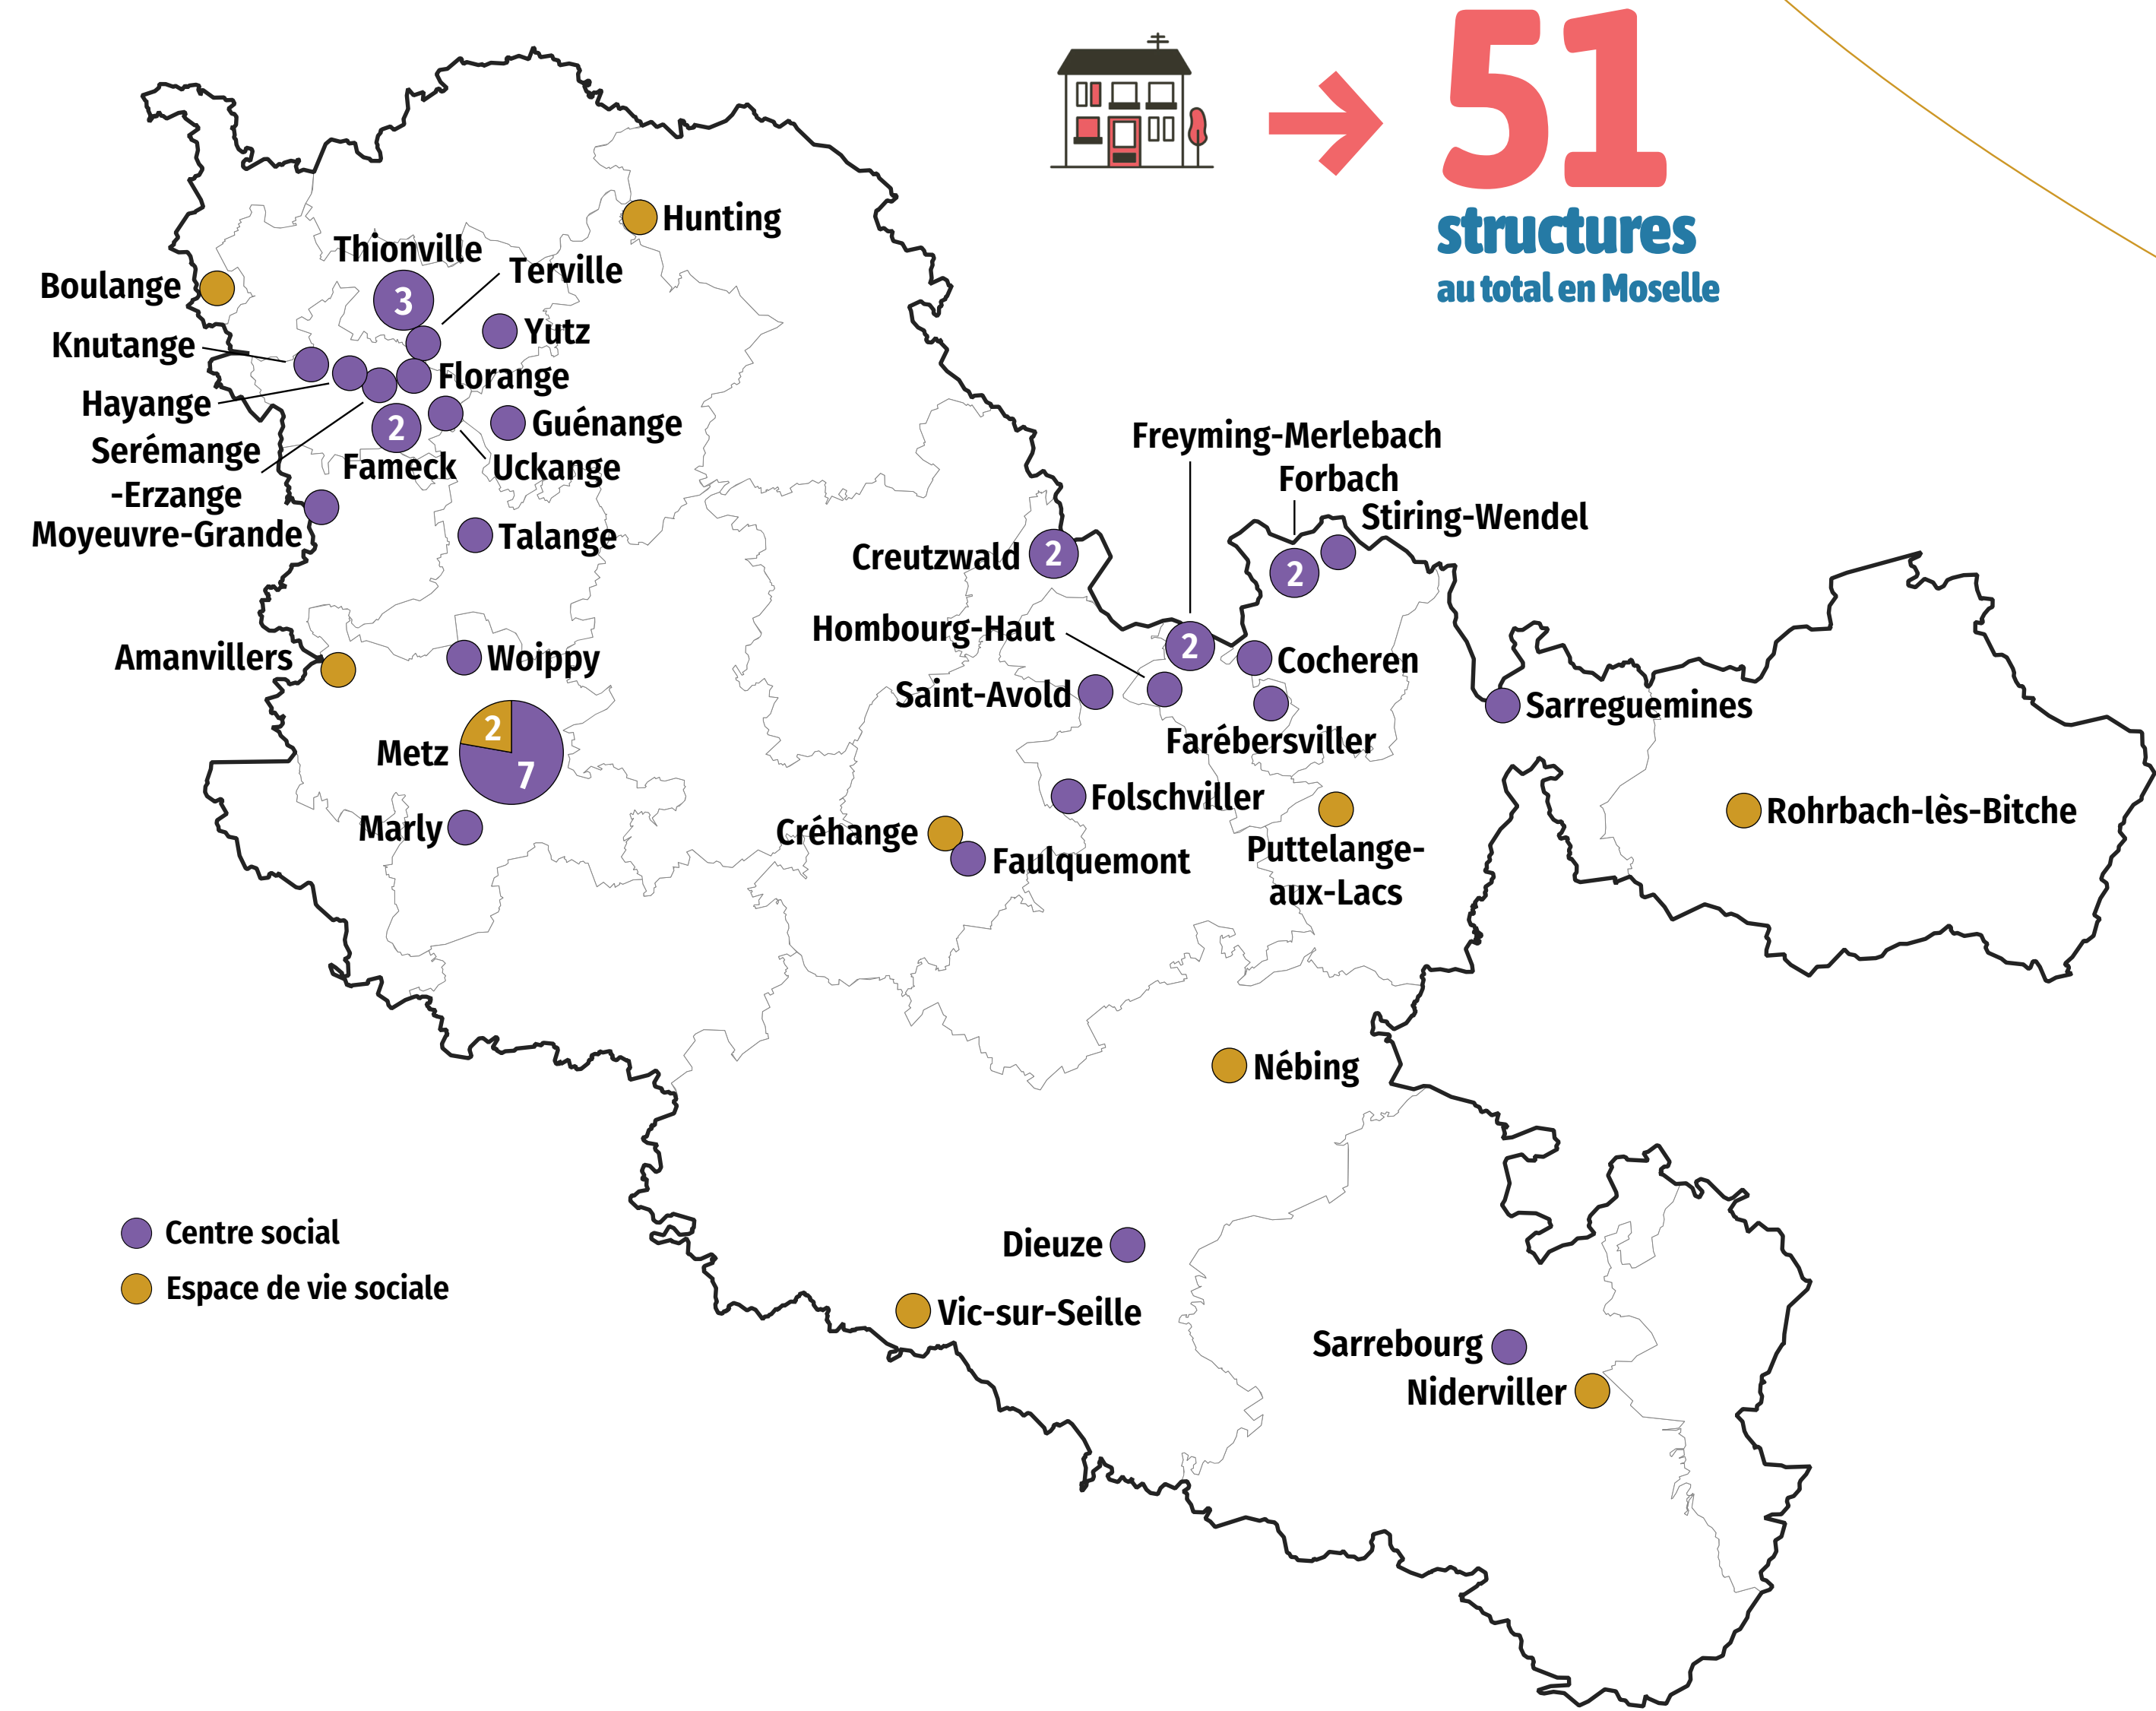 51
structures
au total en Moselle
Hunting
Thionville
Terville
Boulange
3
Yutz
Knutange
Florange
Hayange
2
Guénange
Serémange
-Erzange
Fameck
Uckange
Moyeuvre-Grande
Talange
Freyming-Merlebach
Forbach
Stiring-Wendel
Creutzwald
2
2
Hombourg-Haut
2
Cocheren
Amanvillers
Woippy
Saint-Avold
Sarreguemines
Farébersviller
Metz
2
7
Folschviller
Marly
Créhange
Faulquemont
Puttelange-
aux-Lacs
Rohrbach-lès-Bitche
Nébing
Centre social
Espace de vie sociale
Dieuze
Vic-sur-Seille
Sarrebourg
Niderviller